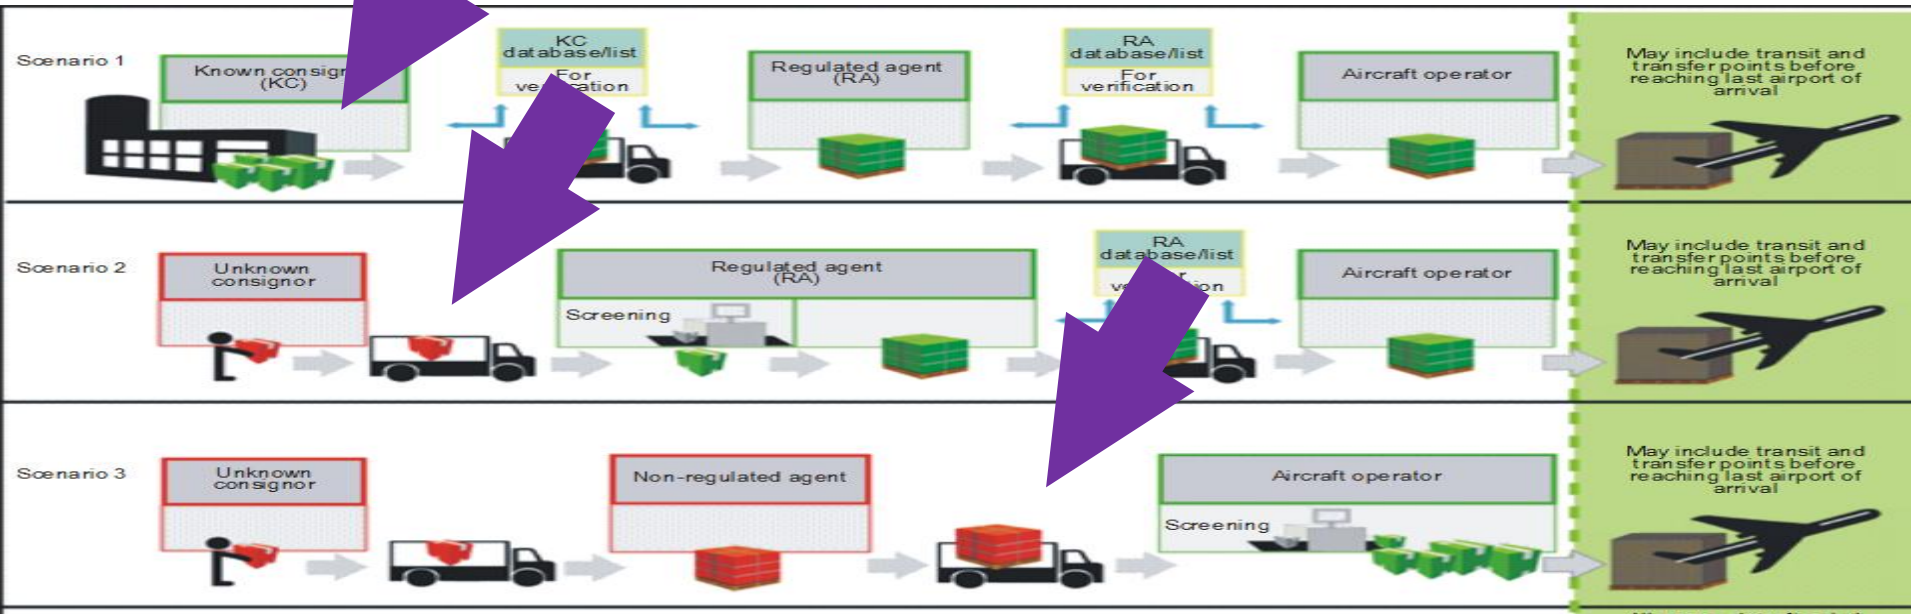 Scenario 1
Known consign
(KC)
KC
database/list
For
Regulated agent
(RA)
RA
database/list
For
verification
Aircraft operator
May include transit and
transfer points before
reaching last airport of
arrival
Scenario 2
Unknown
consignor
Regulated agent
(RA)
Screening
RA
database/list
Aircraft operator
May include transit and
transfer points before
reaching last airport of
arrival
Scenario 3
Unknown
consignor
Non-regulated agent
Aircraft operator
Screening
May include transit and
transfer points before
reaching last airport of
arrival